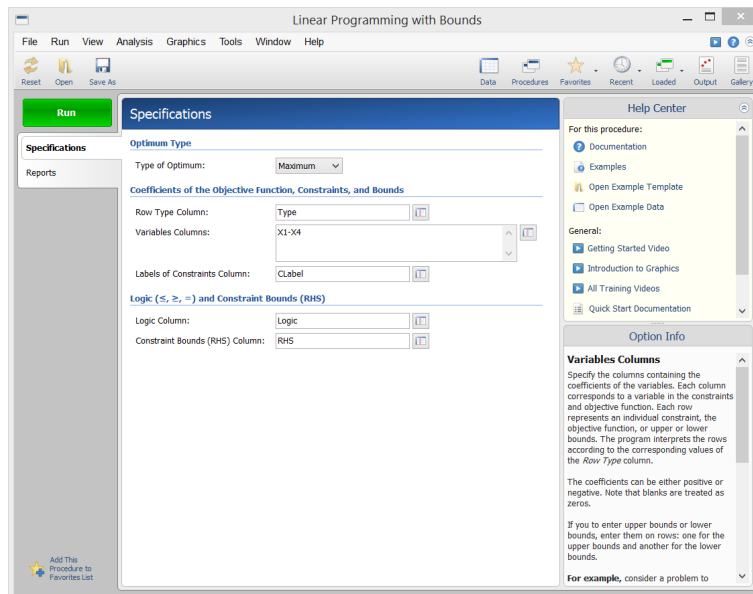 Linear Programming with Bounds
File Run View Analysis Graphics Tools Window Help
Reset Open Save As Data Procedures Favorites Recent Loaded Output Gallery
Run
Specifications
Reports
Add This
Procedure to
Favorites List
Specifications
Optimum Type
Type of Optimum: Maximum
Coefficients of the Objective Function, Constraints, and Bounds
Row Type Column: Type
Variables Columns: X1-X4
Labels of Constraints Column: CLabel
Logic (≤, ≥, =) and Constraint Bounds (RHS)
Logic Column: Logic
Constraint Bounds (RHS) Column: RHS
Help Center
For this procedure:
Documentation
Examples
Open Example Template
Open Example Data
General:
Getting Started Video
Introduction to Graphics
All Training Videos
Quick Start Documentation
Option Info
Variables Columns
Specify the columns containing the
coefficients of the variables. Each column
corresponds to a variable in the constraints
and objective function. Each row
represents an individual constraint, the
objective function, or upper or lower
bounds. The program interprets the rows
according to the corresponding values of
the Row Type column.
The coefficients can be either positive or
negative. Note that blanks are treated as
zeros.
If you to enter upper bounds or lower
bounds, enter them on rows: one for the
upper bounds and another for the lower
bounds.
For example, consider a problem to